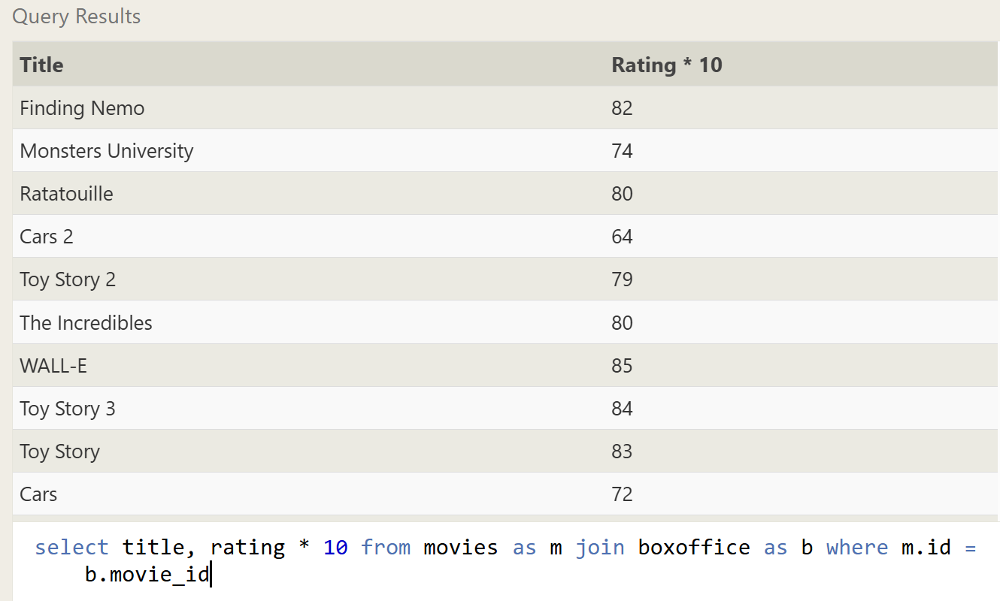 Query Results
Title Rating * 10
Finding Nemo 82
Monsters University 74
Ratatouille 80
Cars 2 64
Toy Story 2 79
The Incredibles 80
WALL-E 85
Toy Story 3 84
Toy Story 83
Cars 72
select title, rating * 10 from movies as m join boxoffice as b where m.id =
b.movie_id